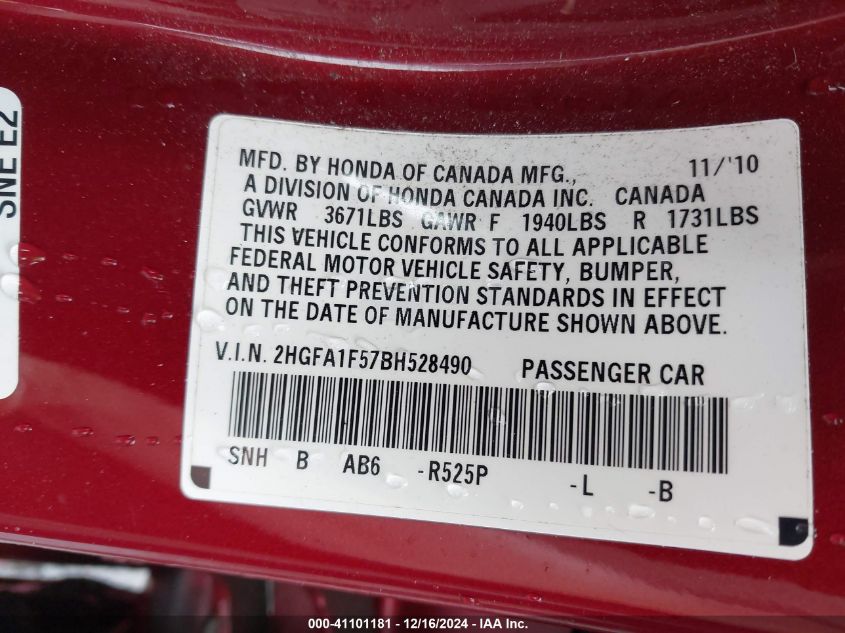 SNE E2
MFD. BY HONDA OF CANADA MFG., 11/'10
A DIVISION OF HONDA CANADA INC. CANADA
GVWR 3671LBS GAWR F 1940LBS R 1731LBS
THIS VEHICLE CONFORMS TO ALL APPLICABLE
FEDERAL MOTOR VEHICLE SAFETY, BUMPER,
AND THEFT PREVENTION STANDARDS IN EFFECT
ON THE DATE OF MANUFACTURE SHOWN ABOVE.
V.I.N. 2HGFA1F57BH528490 PASSENGER CAR
SNH B AB6 -R525P -L -B
000-41101181 - 12/16/2024 - IAA Inc.